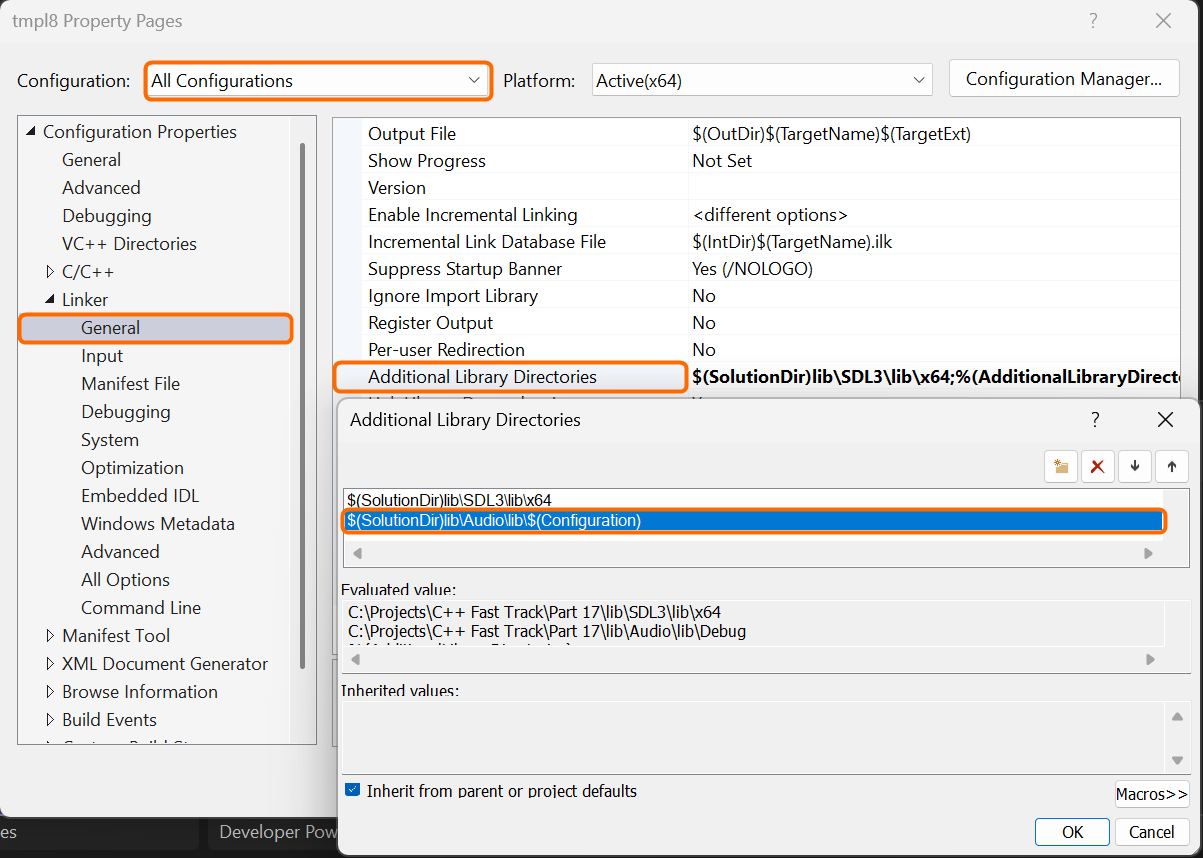 tmpl8 Property Pages
?
Configuration: All Configurations Platform: Active(x64) Configuration Manager...
Configuration Properties
General
Advanced
Debugging
VC++ Directories
C/C++
Linker
General
Input
Manifest File
Debugging
System
Optimization
Embedded IDL
Windows Metadata
Advanced
All Options
Command Line
Manifest Tool
XML Document Generator
Browse Information
Build Events
Output File $(OutDir)$(TargetName)$(TargetExt)
Show Progress Not Set
Version
Enable Incremental Linking <different options>
Incremental Link Database File $(IntDir)$(TargetName).ilk
Suppress Startup Banner Yes (/NOLOGO)
Ignore Import Library No
Register Output No
Per-user Redirection No
Additional Library Directories $(SolutionDir)lib\SDL3\lib\x64;%(AdditionalLibraryDirect
Additional Library Directories
?
$(SolutionDir)lib\SDL3\lib\x64
$(SolutionDir)lib\Audio\lib\$(Configuration)
Evaluated value:
C:\Projects\C++ Fast Track\Part 17\lib\SDL3\lib\x64
C:\Projects\C++ Fast Track\Part 17\lib\Audio\lib\Debug
Inherited values:
Inherit from parent or project defaults
Macros>>
OK Cancel
es
Developer Pow